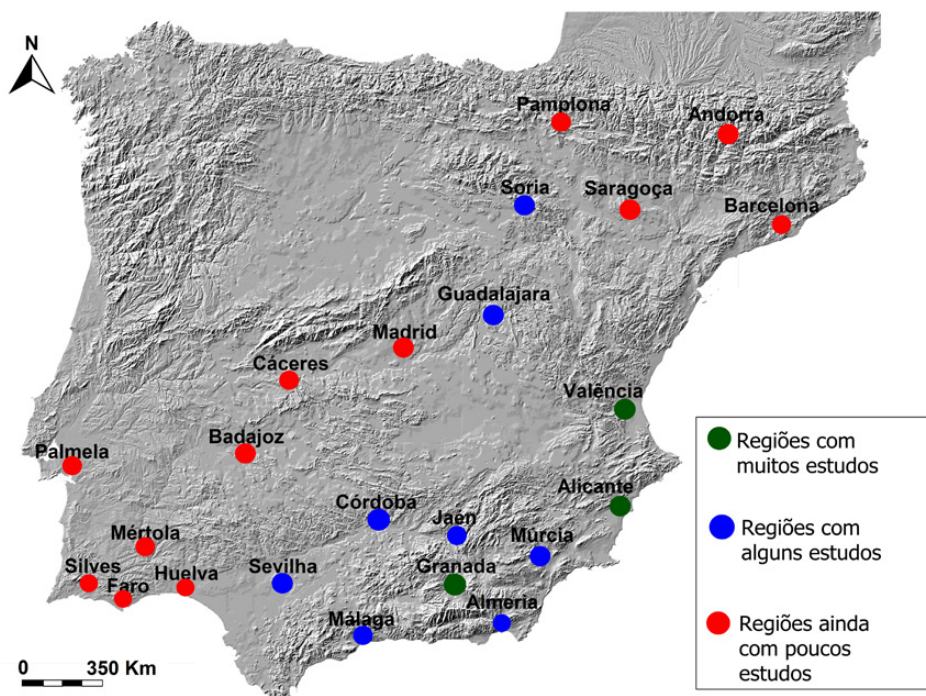 N
Pamplona
Andorra
Soria
Saragoça
Barcelona
Guadalajara
Madrid
Cáceres
Valência
Badajoz
Palmela
Alicante
Córdoba
Jaén
Múrcia
Mértola
Silves
Faro
Huelva
Sevilha
Granada
Almeria
Málaga
0 350 Km
Regiões com
muitos estudos
Regiões com
alguns estudos
Regiões ainda
com poucos
estudos